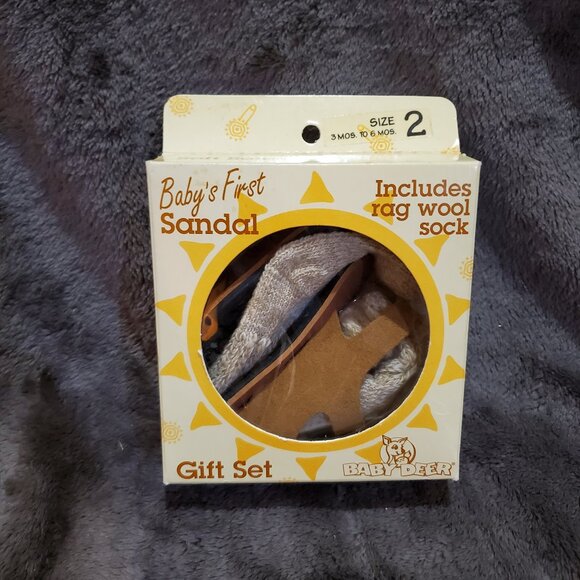 SIZE 2
3 MOS. TO 6 MOS.
Baby's First
Sandal
Includes
rag wool
sock
Gift Set
BABY DEER